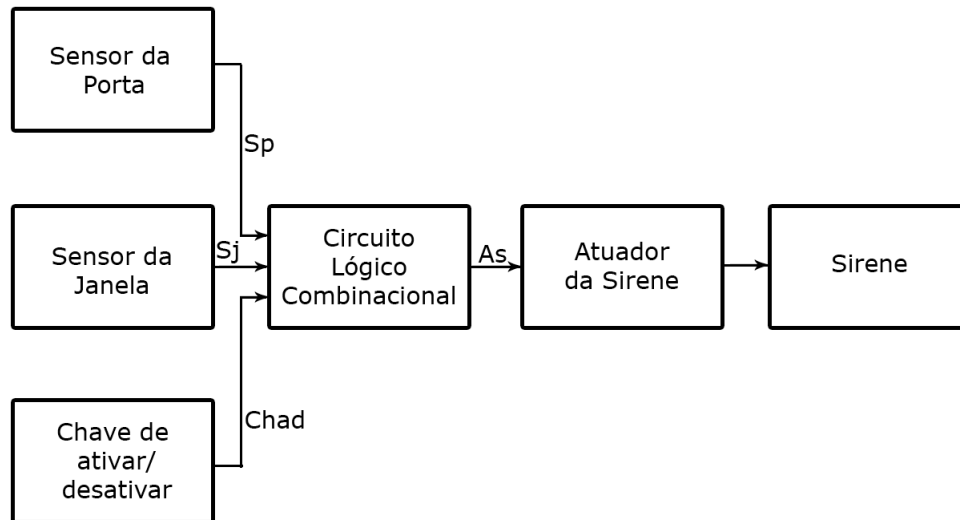 Sensor da
Porta
Sp
Sensor da
Janela
Sj
Circuito
Lógico
Combinacional
As
Atuador
da Sirene
Sirene
Chad
Chave de
ativar/
desativar